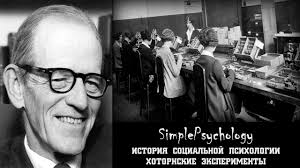 SimplePsychology
ИСТОРИЯ СОЦИАЛЬНОЙ ПСИХОЛОГИИ
ХОТОРНСКИЕ ЭКСПЕРИМЕНТЫ